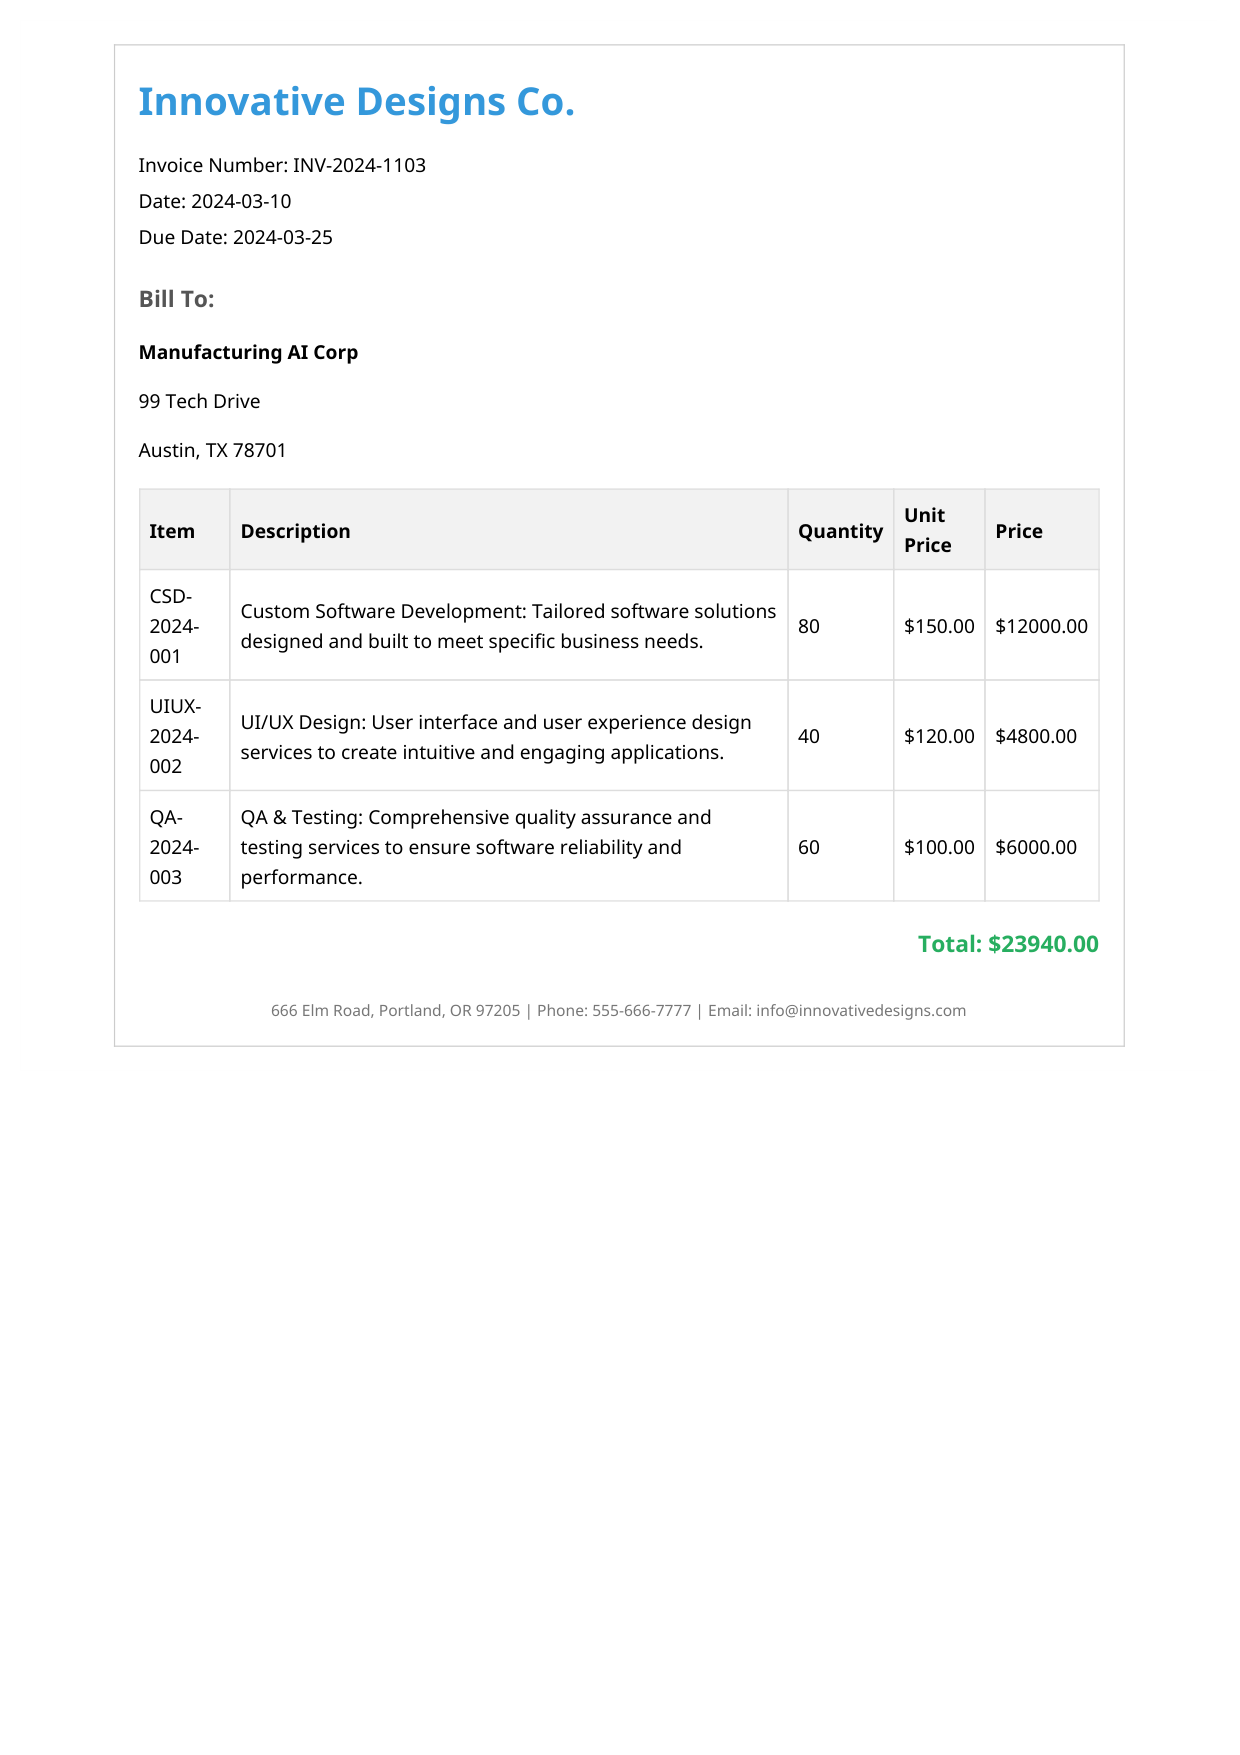 Innovative Designs Co.
Invoice Number: INV-2024-1103
Date: 2024-03-10
Due Date: 2024-03-25
Bill To:
Manufacturing AI Corp
99 Tech Drive
Austin, TX 78701
Item Description Quantity Unit Price Price
CSD-2024-001 Custom Software Development: Tailored software solutions designed and built to meet specific business needs. 80 $150.00 $12000.00
UIUX-2024-002 UI/UX Design: User interface and user experience design services to create intuitive and engaging applications. 40 $120.00 $4800.00
QA-2024-003 QA & Testing: Comprehensive quality assurance and testing services to ensure software reliability and performance. 60 $100.00 $6000.00
Total: $23940.00
666 Elm Road, Portland, OR 97205 | Phone: 555-666-7777 | Email: info@innovativedesigns.com